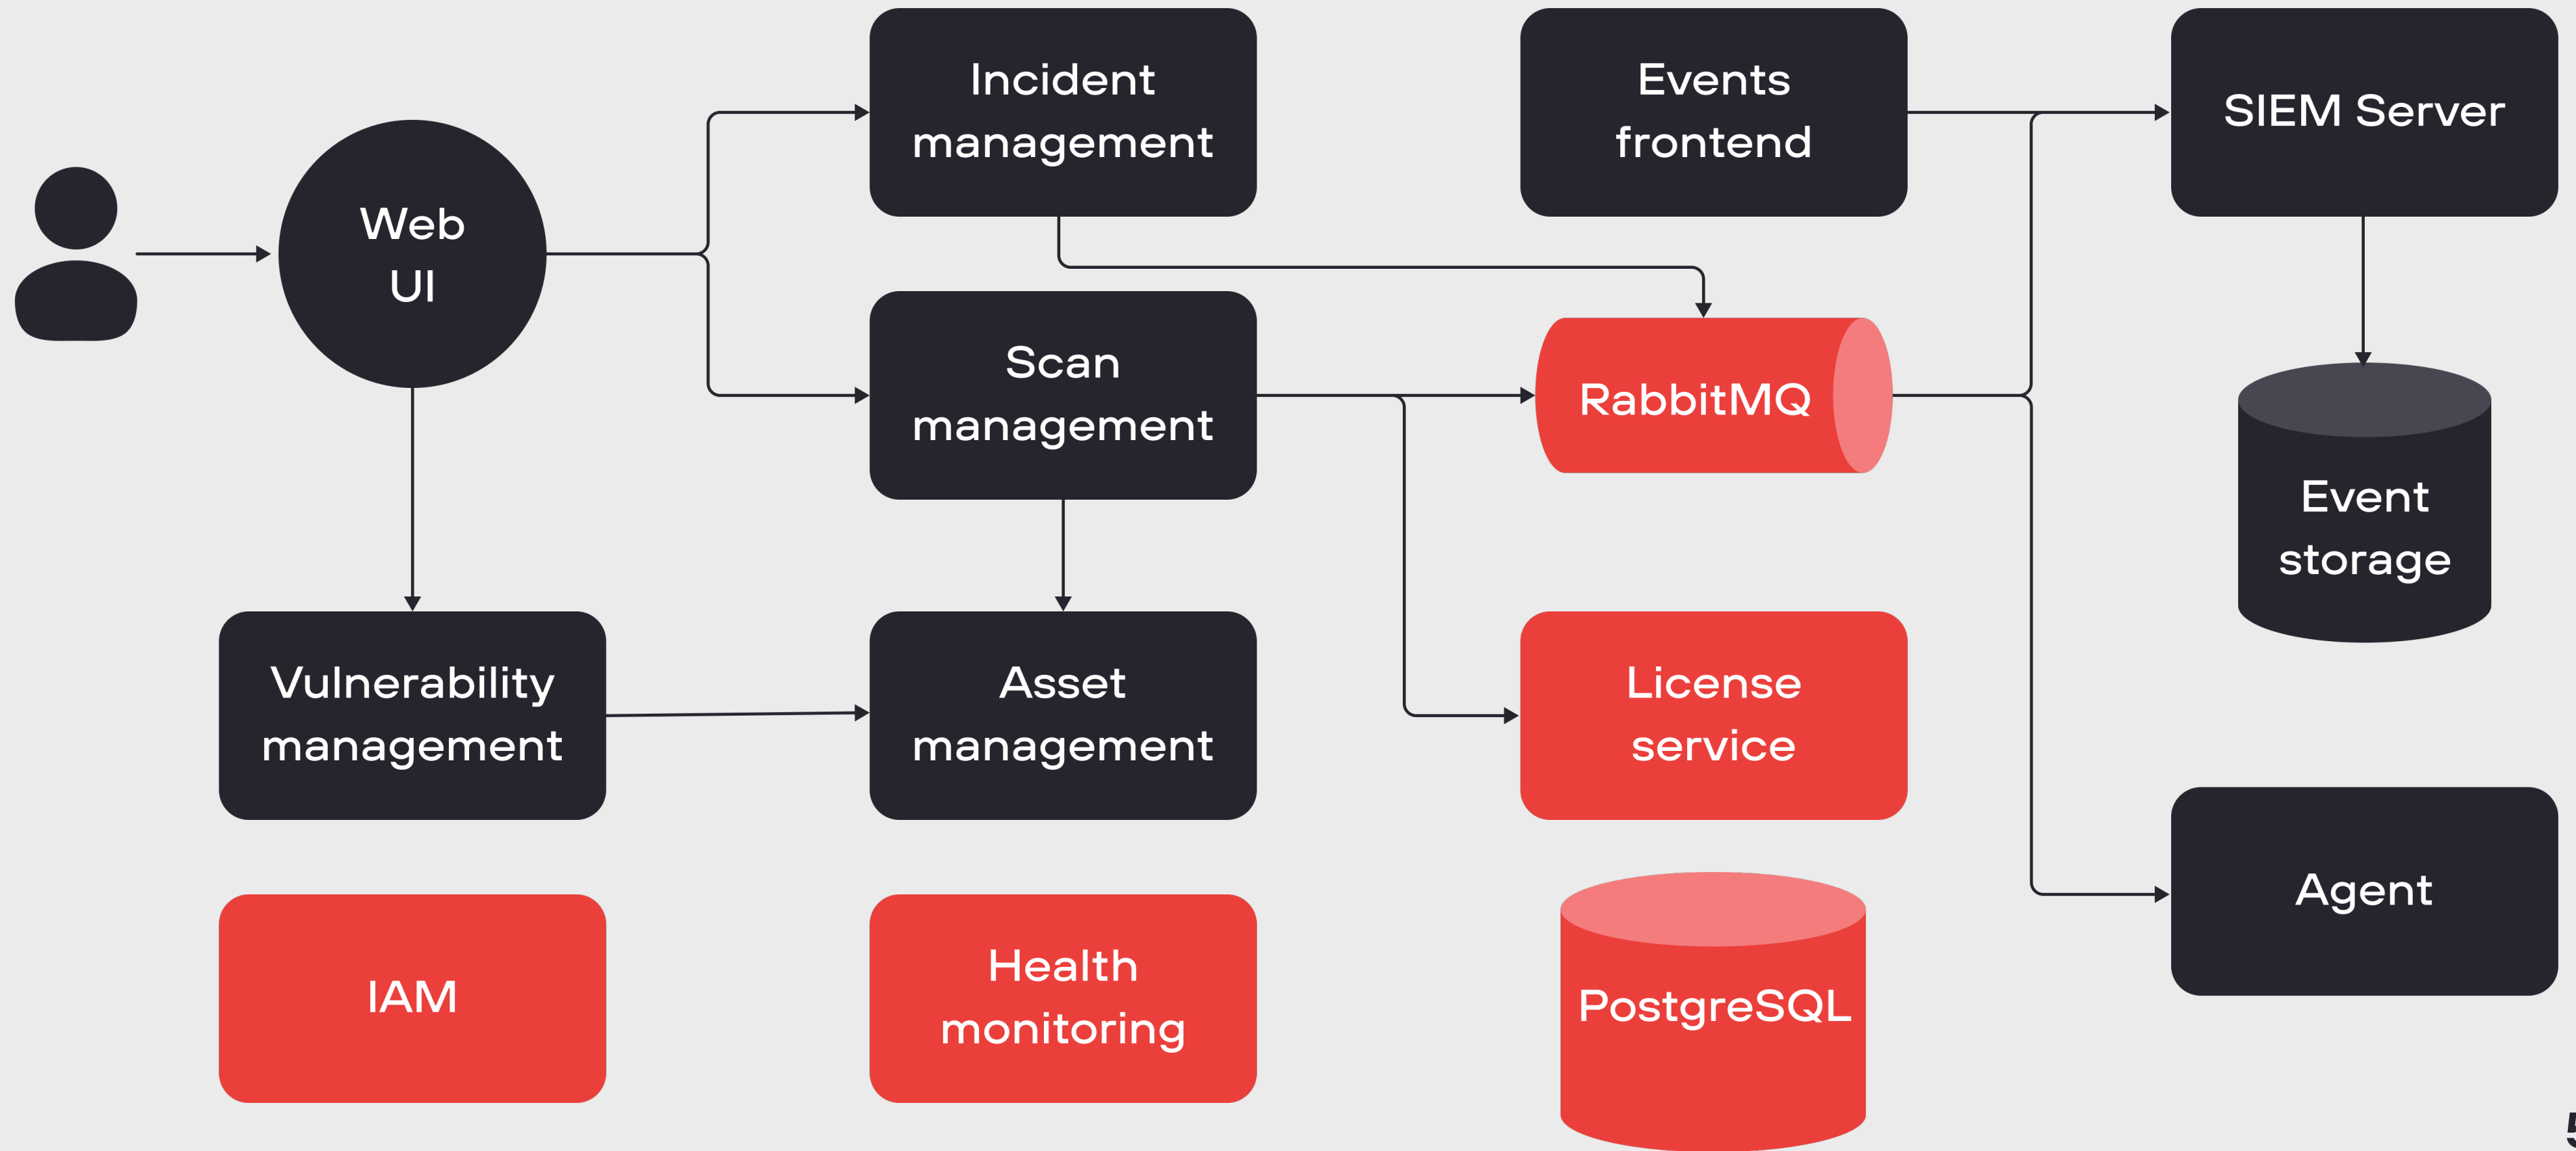 Incident
management
Events
frontend
SIEM Server
Web
UI
Scan
management
RabbitMQ
Event
storage
Vulnerability
management
Asset
management
License
service
Agent
IAM
Health
monitoring
PostgreSQL